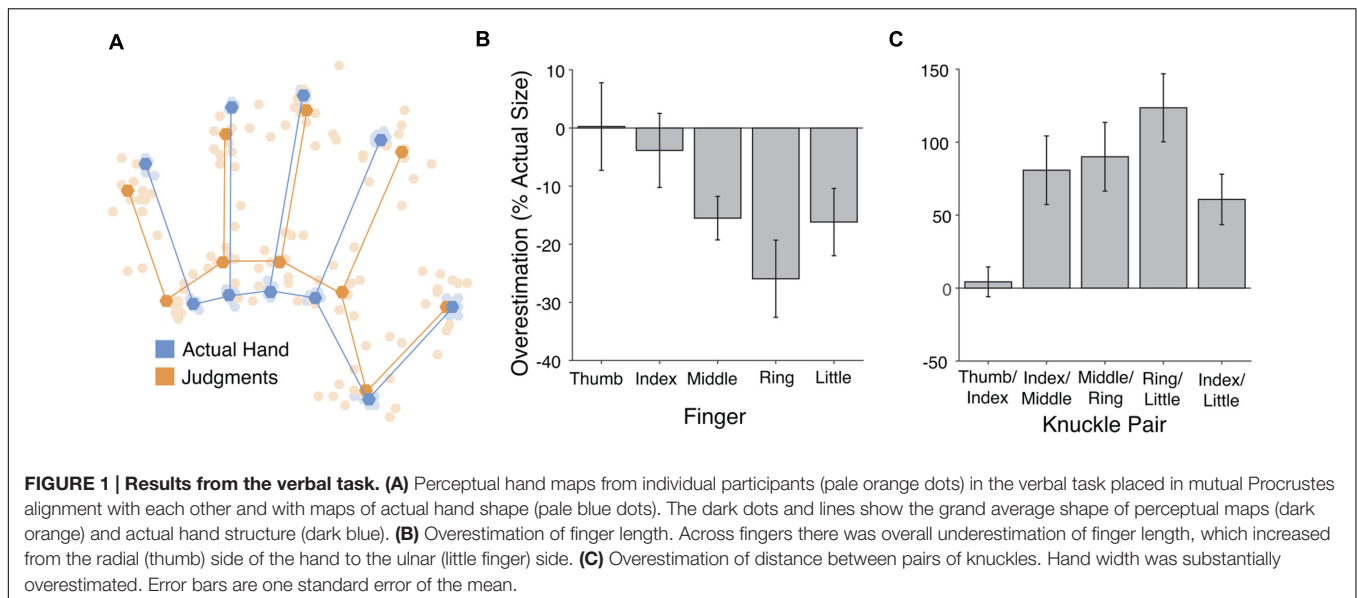 A
Actual Hand
Judgments
B
Overestimation (% Actual Size)
10
0
-10
-20
-30
-40
Thumb Index Middle Ring Little
Finger
C
150
100
50
0
-50
Thumb/ Index/ Middle/ Ring/ Index/
Index Middle Ring Little Little
Knuckle Pair
FIGURE 1 | Results from the verbal task. (A) Perceptual hand maps from individual participants (pale orange dots) in the verbal task placed in mutual Procrustes
alignment with each other and with maps of actual hand shape (pale blue dots). The dark dots and lines show the grand average shape of perceptual maps (dark
orange) and actual hand structure (dark blue). (B) Overestimation of finger length. Across fingers there was overall underestimation of finger length, which increased
from the radial (thumb) side of the hand to the ulnar (little finger) side. (C) Overestimation of distance between pairs of knuckles. Hand width was substantially
overestimated. Error bars are one standard error of the mean.